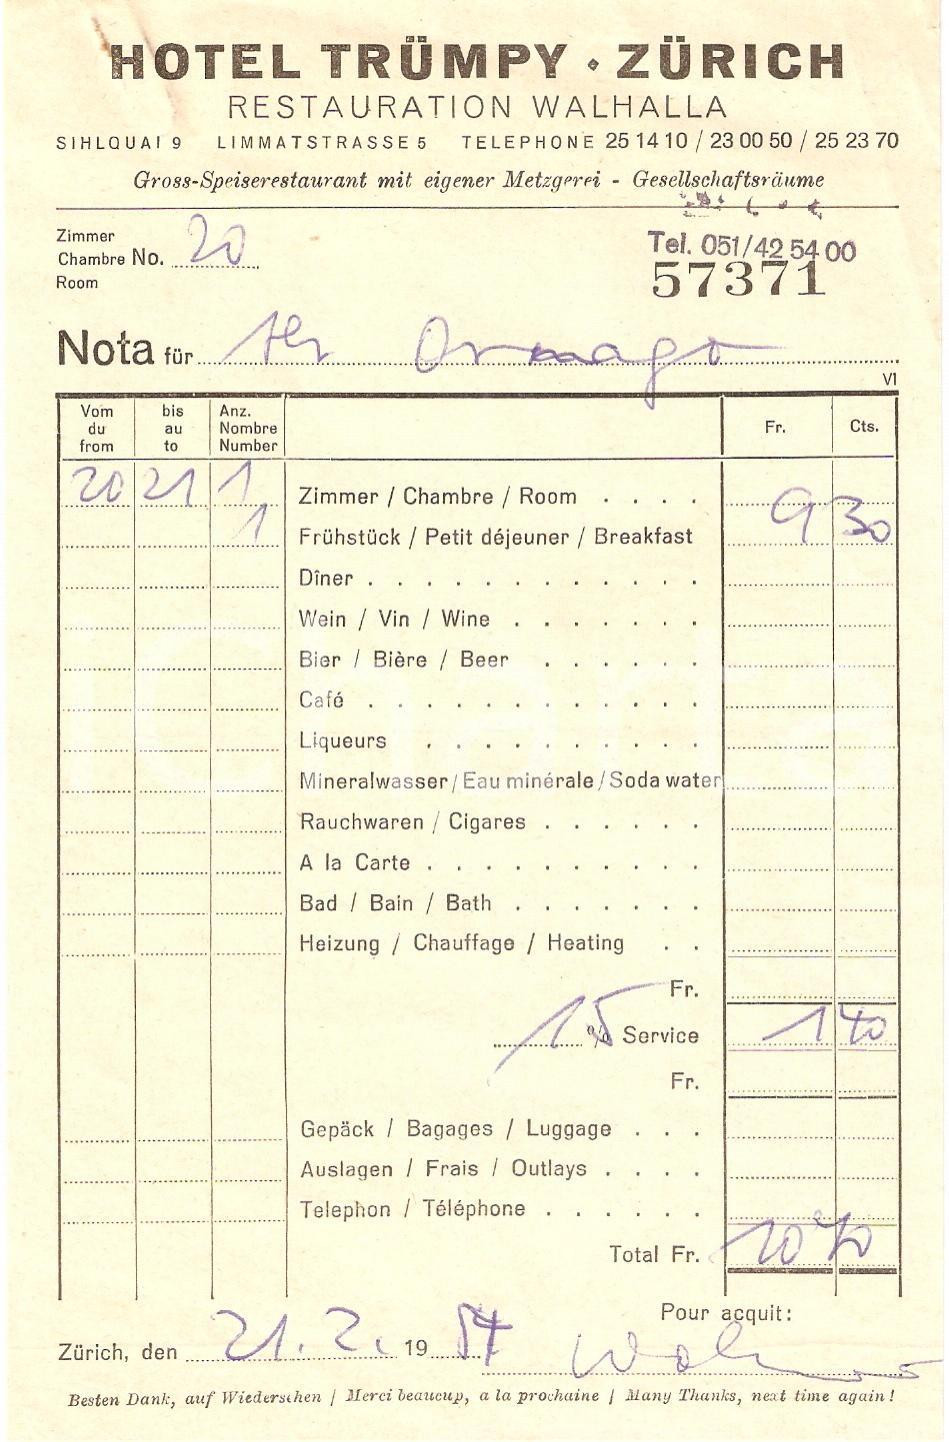 HOTEL TRÜMPY · ZÜRICH
RESTAURATION WALHALLA
SIHLQUAI 9 LIMMATSTRASSE 5 TELEPHONE 25 14 10 / 23 00 50 / 25 23 70
Gross-Speiserestaurant mit eigener Metzgerei - Gesellschaftsräume
Zimmer
Chambre No. 20
Room
Tel. 051/42 54 00
57371
Nota für Hr Ormago
VI
Vom du from bis au to Anz. Nombre Number Fr. Cts.
20 21 1 Zimmer / Chambre / Room . . . .
1 Frühstück / Petit déjeuner / Breakfast 9 30
Dîner . . . . . . . . . . . .
Wein / Vin / Wine . . . . . . .
Bier / Bière / Beer . . . . . .
Café . . . . . . . . . . . .
Liqueurs . . . . . . . . . .
Mineralwasser / Eau minérale / Soda water
Rauchwaren / Cigares . . . . . .
A la Carte . . . . . . . . . .
Bad / Bain / Bath . . . . . . .
Heizung / Chauffage / Heating . .
Fr.
15 % Service 1 40
Fr.
Gepäck / Bagages / Luggage . . .
Auslagen / Frais / Outlays . . . .
Telephon / Téléphone . . . . . .
Total Fr. 10 70
Pour acquit:
Zürich, den 21. 2. 19 57
Besten Dank, auf Wiedersehen / Merci beaucup, a la prochaine / Many Thanks, next time again!